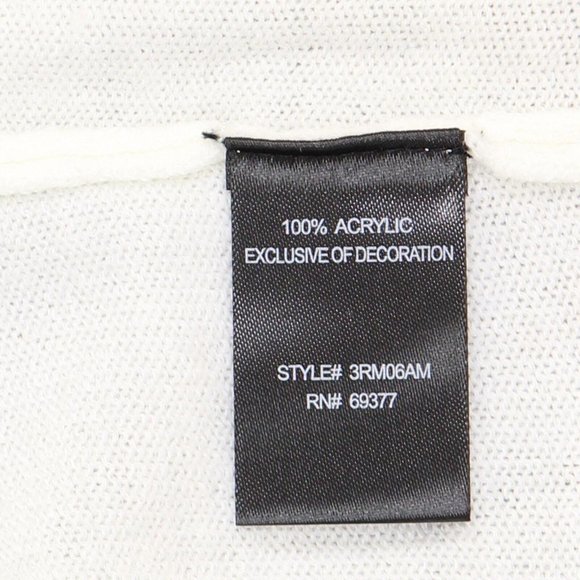 100% ACRYLIC
EXCLUSIVE OF DECORATION
STYLE# 3RM06AM
RN# 69377